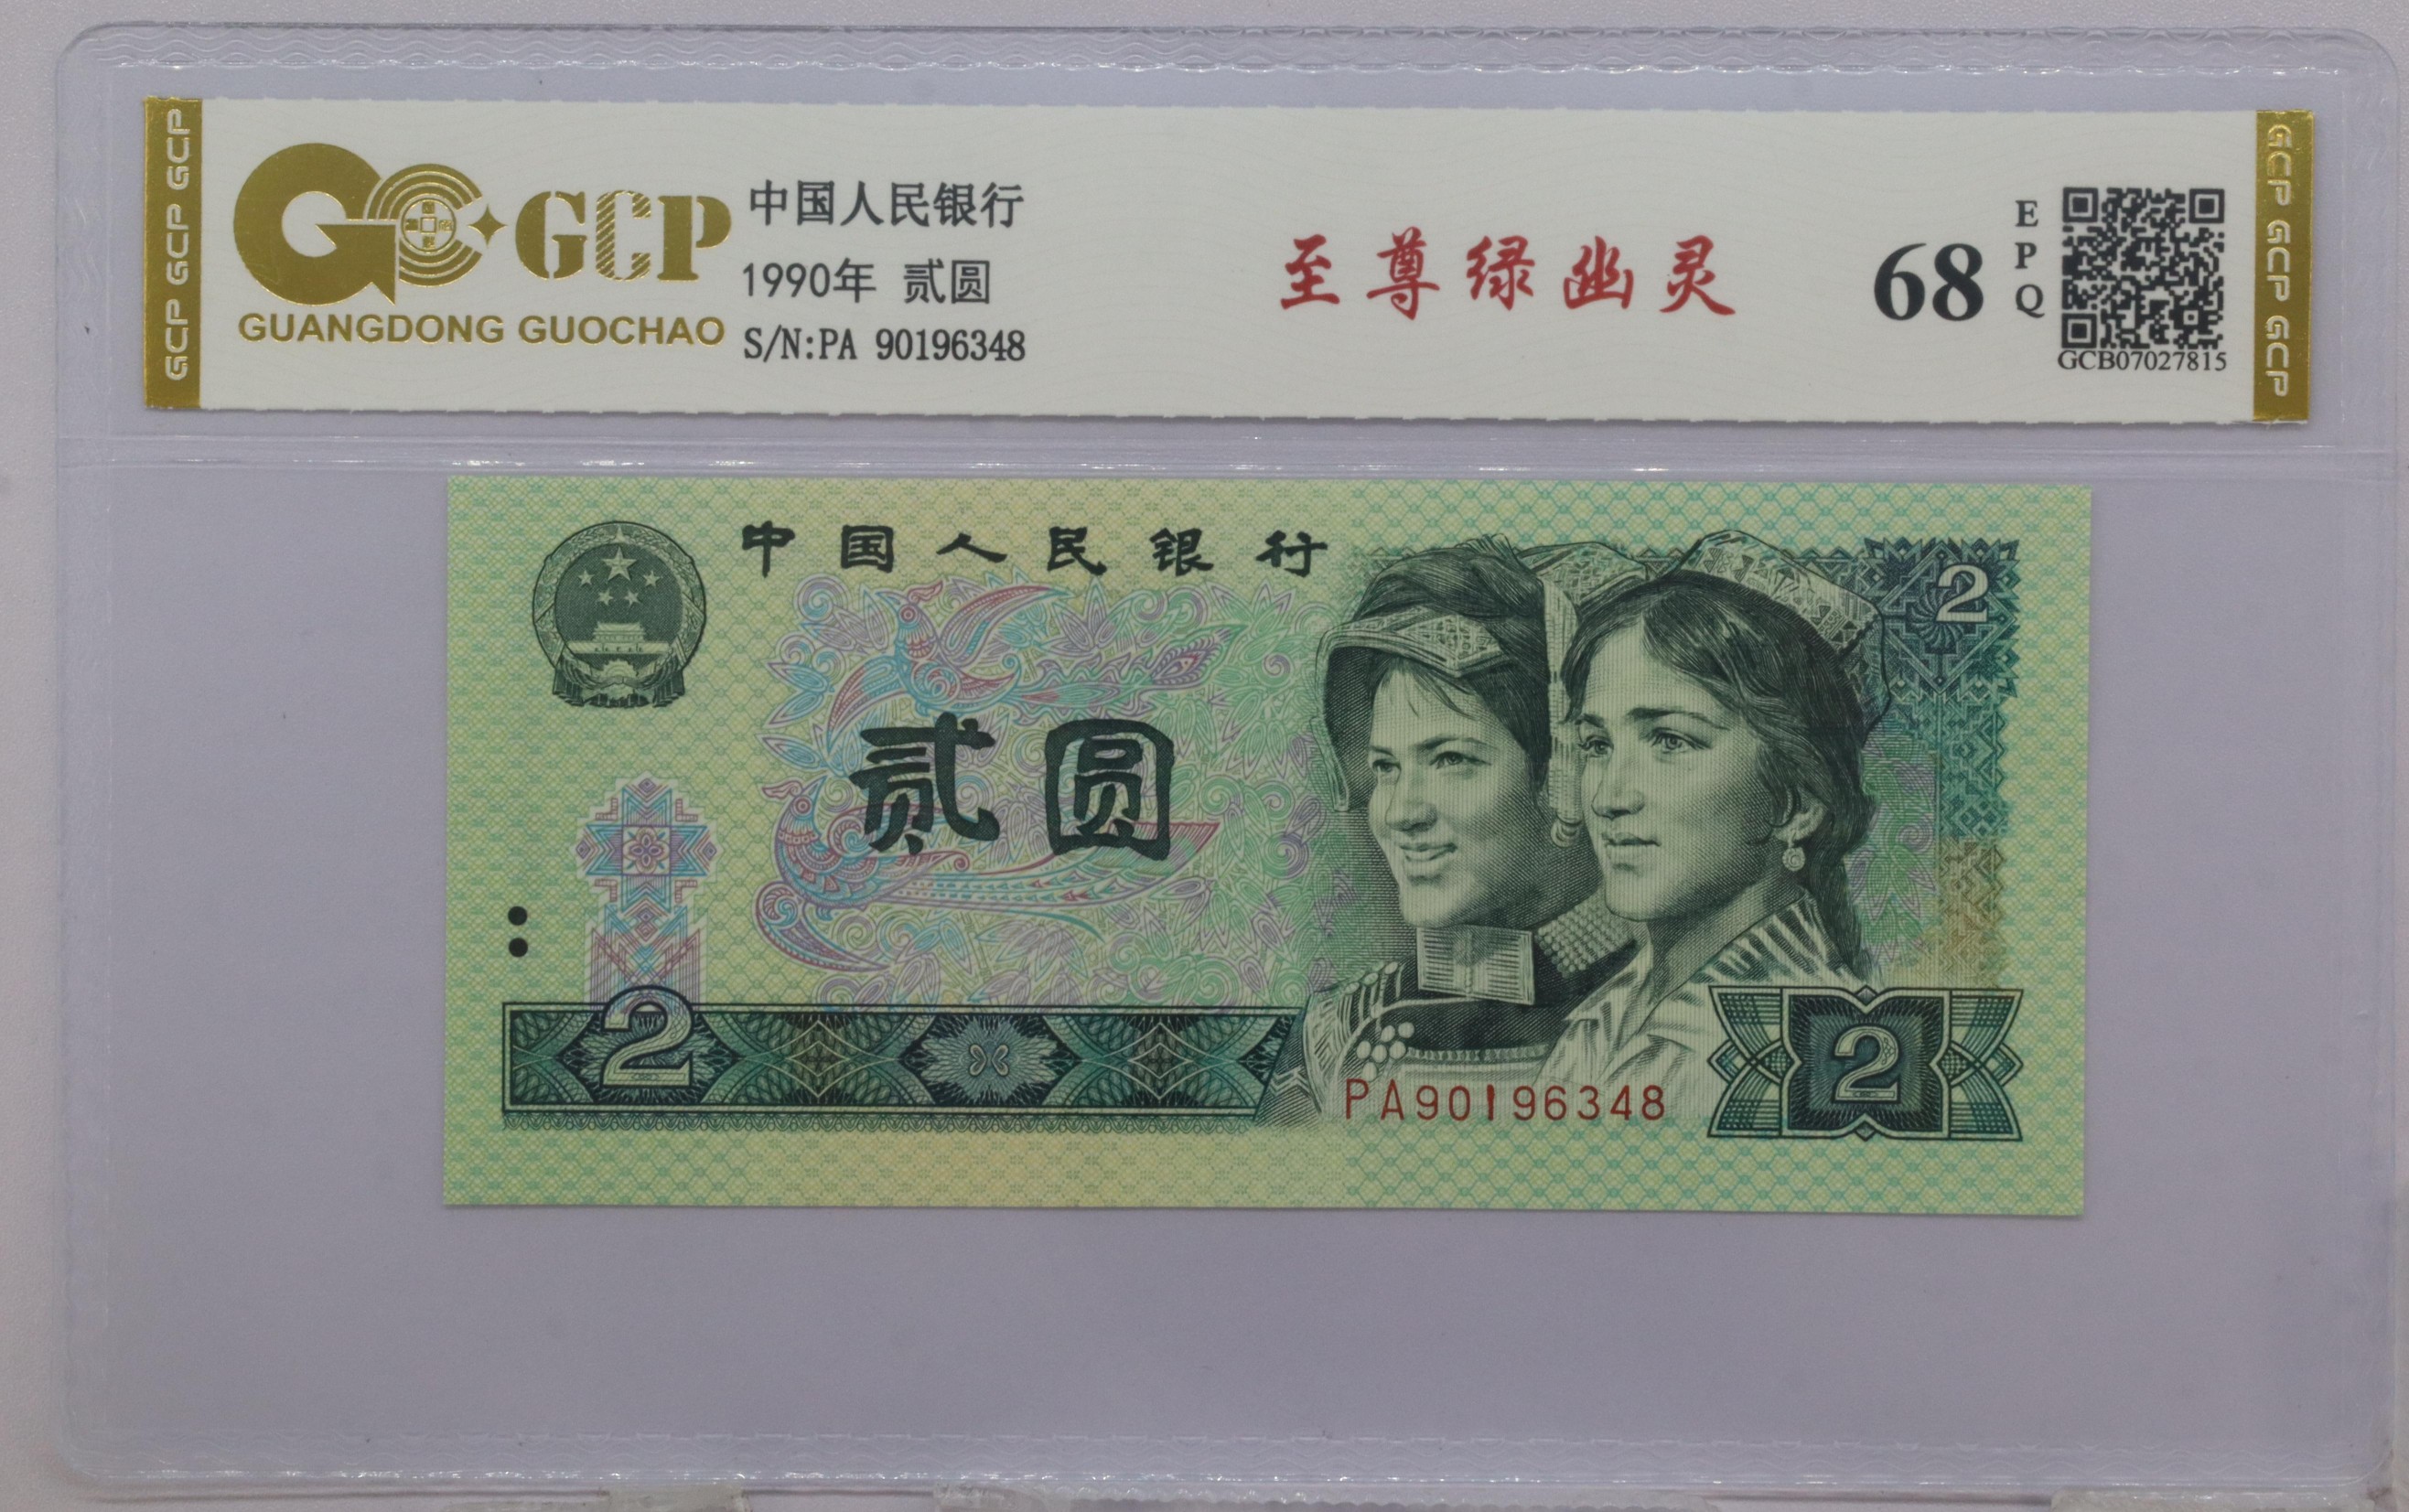 GCP GCP GCP
GCP
GUANGDONG GUOCHAO
中国人民银行
1990年 贰圆
S/N:PA 90196348
至尊绿幽灵
68
EPQ
GCB07027815
GCP GCP GCP
中国人民银行
2
贰圆
2
PA90196348
2